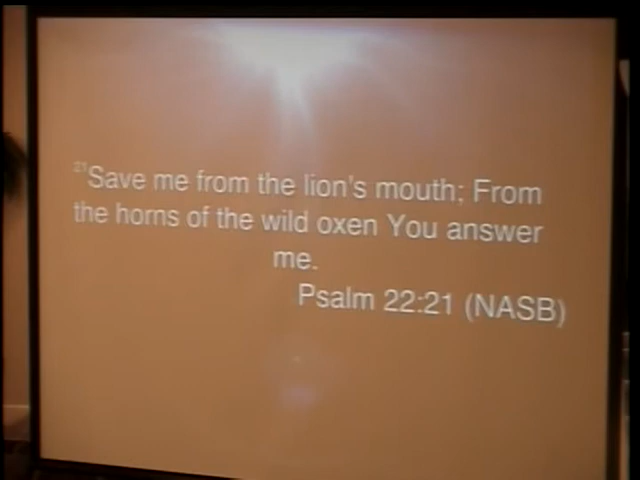 21Save me from the lion's mouth; From
the horns of the wild oxen You answer
me.
Psalm 22:21 (NASB)